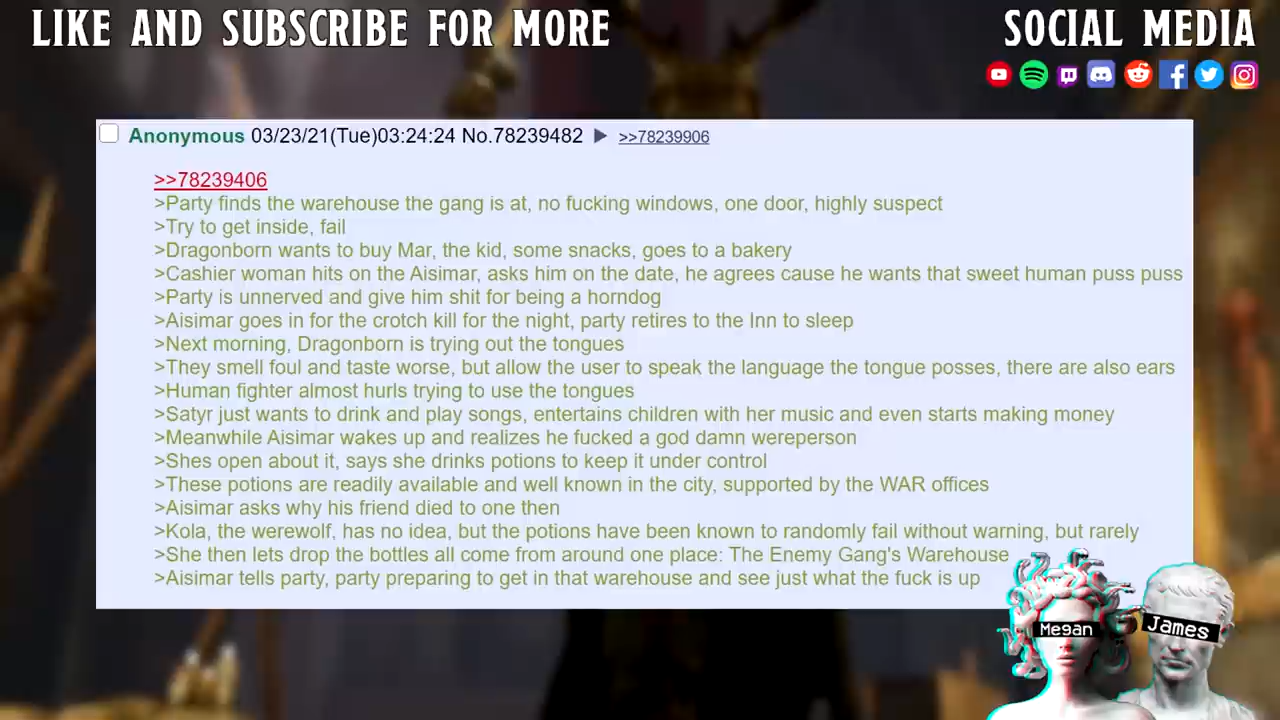 LIKE AND SUBSCRIBE FOR MORE
SOCIAL MEDIA
Anonymous 03/23/21(Tue)03:24:24 No.78239482 ▶ >>78239906
>>78239406
>Party finds the warehouse the gang is at, no fucking windows, one door, highly suspect
>Try to get inside, fail
>Dragonborn wants to buy Mar, the kid, some snacks, goes to a bakery
>Cashier woman hits on the Aisimar, asks him on the date, he agrees cause he wants that sweet human puss puss
>Party is unnerved and give him shit for being a horndog
>Aisimar goes in for the crotch kill for the night, party retires to the Inn to sleep
>Next morning, Dragonborn is trying out the tongues
>They smell foul and taste worse, but allow the user to speak the language the tongue posses, there are also ears
>Human fighter almost hurls trying to use the tongues
>Satyr just wants to drink and play songs, entertains children with her music and even starts making money
>Meanwhile Aisimar wakes up and realizes he fucked a god damn wereperson
>Shes open about it, says she drinks potions to keep it under control
>These potions are readily available and well known in the city, supported by the WAR offices
>Aisimar asks why his friend died to one then
>Kola, the werewolf, has no idea, but the potions have been known to randomly fail without warning, but rarely
>She then lets drop the bottles all come from around one place: The Enemy Gang's Warehouse
>Aisimar tells party, party preparing to get in that warehouse and see just what the fuck is up
Megan
James